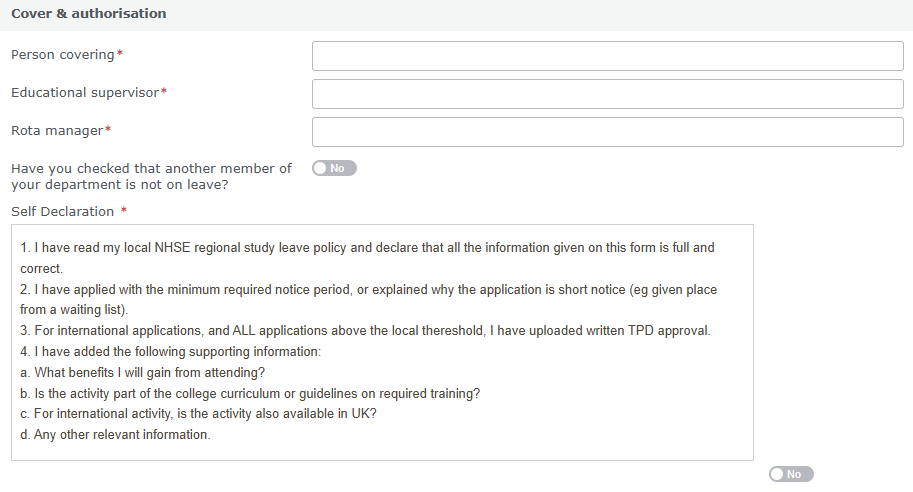 Cover & authorisation
Person covering*
Educational supervisor*
Rota manager*
Have you checked that another member of
your department is not on leave?
No
Self Declaration *
1. I have read my local NHSE regional study leave policy and declare that all the information given on this form is full and
correct.
2. I have applied with the minimum required notice period, or explained why the application is short notice (eg given place
from a waiting list).
3. For international applications, and ALL applications above the local thereshold, I have uploaded written TPD approval.
4. I have added the following supporting information:
a. What benefits I will gain from attending?
b. Is the activity part of the college curriculum or guidelines on required training?
c. For international activity, is the activity also available in UK?
d. Any other relevant information.
No